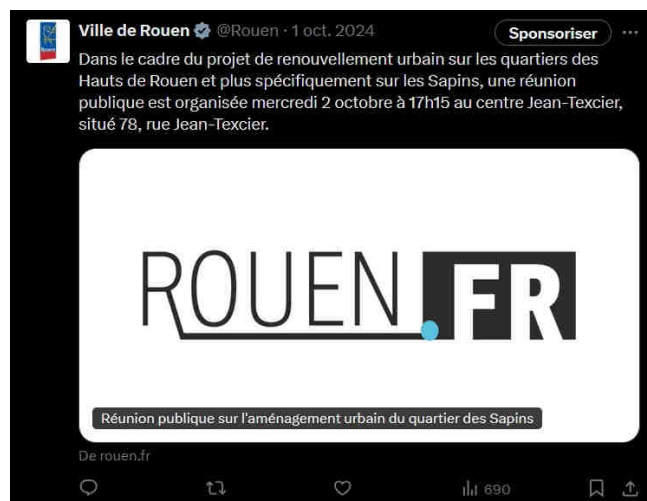 Ville de Rouen @Rouen · 1 oct. 2024 Sponsoriser ···
Dans le cadre du projet de renouvellement urbain sur les quartiers des
Hauts de Rouen et plus spécifiquement sur les Sapins, une réunion
publique est organisée mercredi 2 octobre à 17h15 au centre Jean-Texcier,
situé 78, rue Jean-Texcier.
ROUEN.FR
Réunion publique sur l'aménagement urbain du quartier des Sapins
De rouen.fr
690